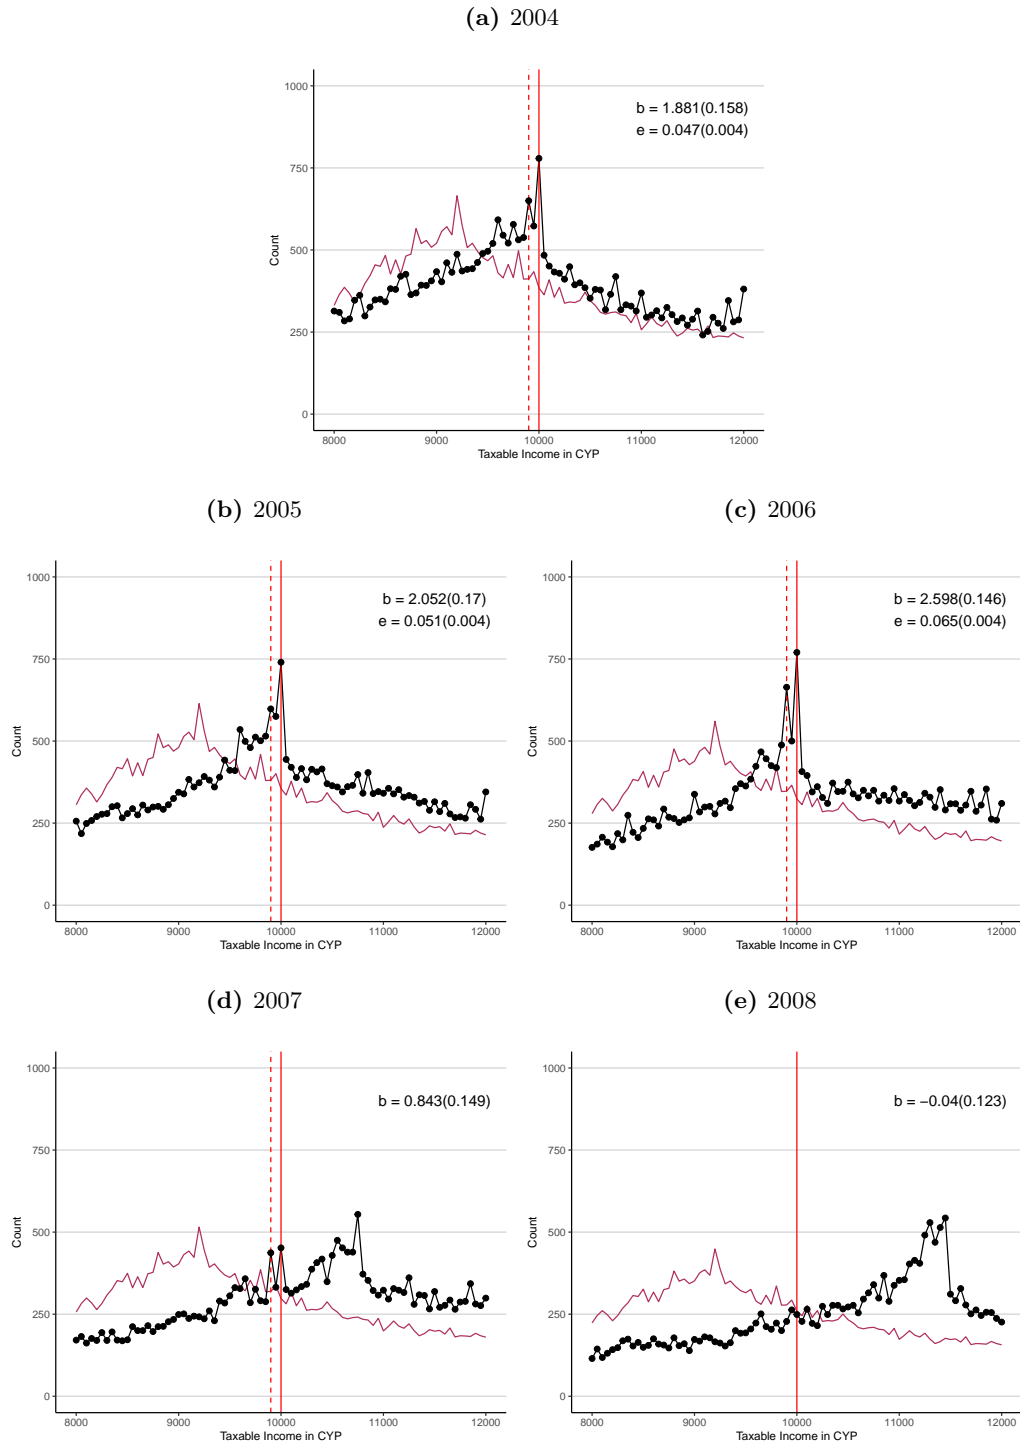 (a) 2004
b = 1.881(0.158)
e = 0.047(0.004)
1000
750
500
250
0
Count
8000 9000 10000 11000 12000
Taxable Income in CYP
(b) 2005
b = 2.052(0.17)
e = 0.051(0.004)
1000
750
500
250
0
Count
8000 9000 10000 11000 12000
Taxable Income in CYP
(c) 2006
b = 2.598(0.146)
e = 0.065(0.004)
1000
750
500
250
0
Count
8000 9000 10000 11000 12000
Taxable Income in CYP
(d) 2007
b = 0.843(0.149)
1000
750
500
250
0
Count
8000 9000 10000 11000 12000
Taxable Income in CYP
(e) 2008
b = −0.04(0.123)
1000
750
500
250
0
Count
8000 9000 10000 11000 12000
Taxable Income in CYP